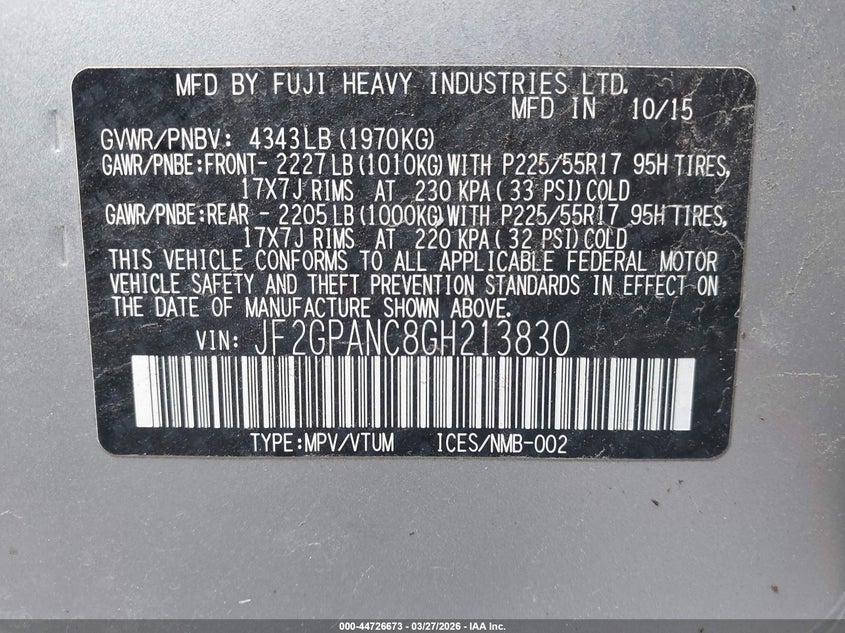 MFD BY FUJI HEAVY INDUSTRIES LTD.
MFD IN 10/15
GVWR/PNBV: 4343LB(1970KG)
GAWR/PNBE:FRONT- 2227LB(1010KG)WITH P225/55R17 95H TIRES,
17X7J RIMS AT 230 KPA(33 PSI)COLD
GAWR/PNBE:REAR - 2205LB(1000KG)WITH P225/55R17 95H TIRES,
17X7J RIMS AT 220 KPA(32 PSI)COLD
THIS VEHICLE CONFORMS TO ALL APPLICABLE FEDERAL MOTOR
VEHICLE SAFETY AND THEFT PREVENTION STANDARDS IN EFFECT ON
THE DATE OF MANUFACTURE SHOWN ABOVE.
VIN: JF2GPANC8GH213830
TYPE:MPV/VTUM ICES/NMB-002
000-44726673 - 03/27/2026 - IAA Inc.